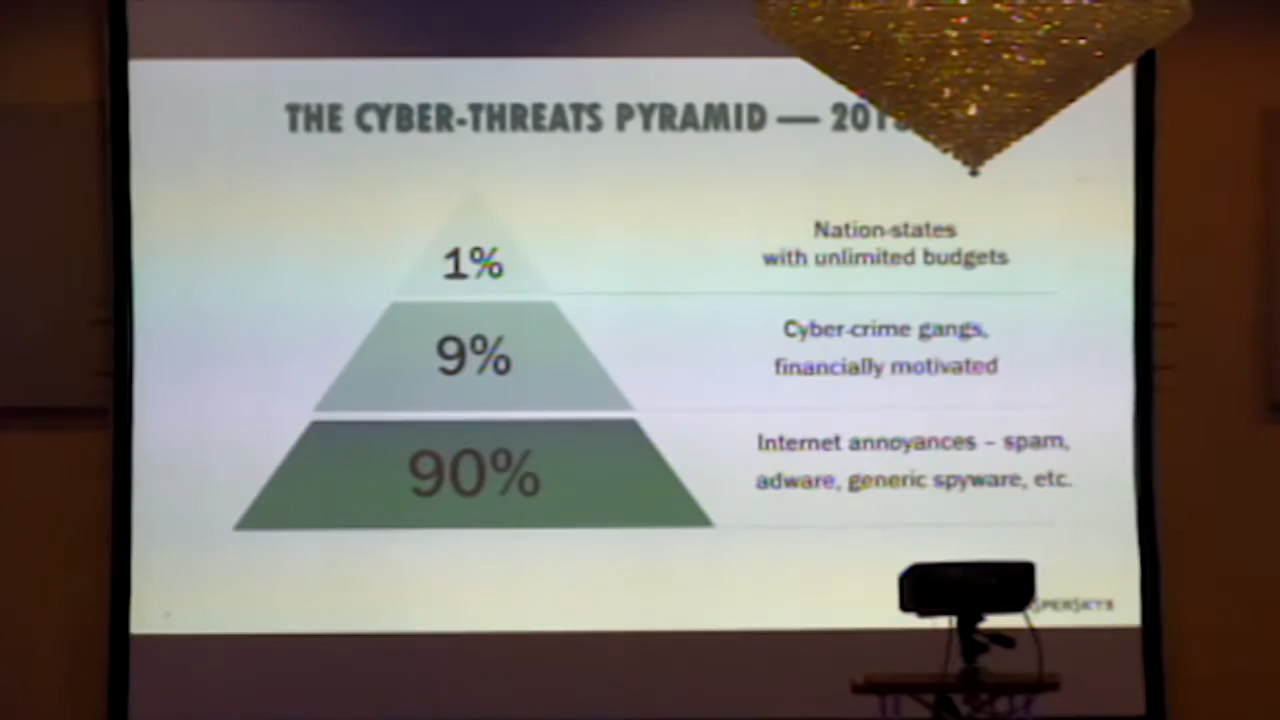 THE CYBER-THREATS PYRAMID — 201
1%
Nation-states
with unlimited budgets
9%
Cyber-crime gangs,
financially motivated
90%
Internet annoyances – spam,
adware, generic spyware, etc.